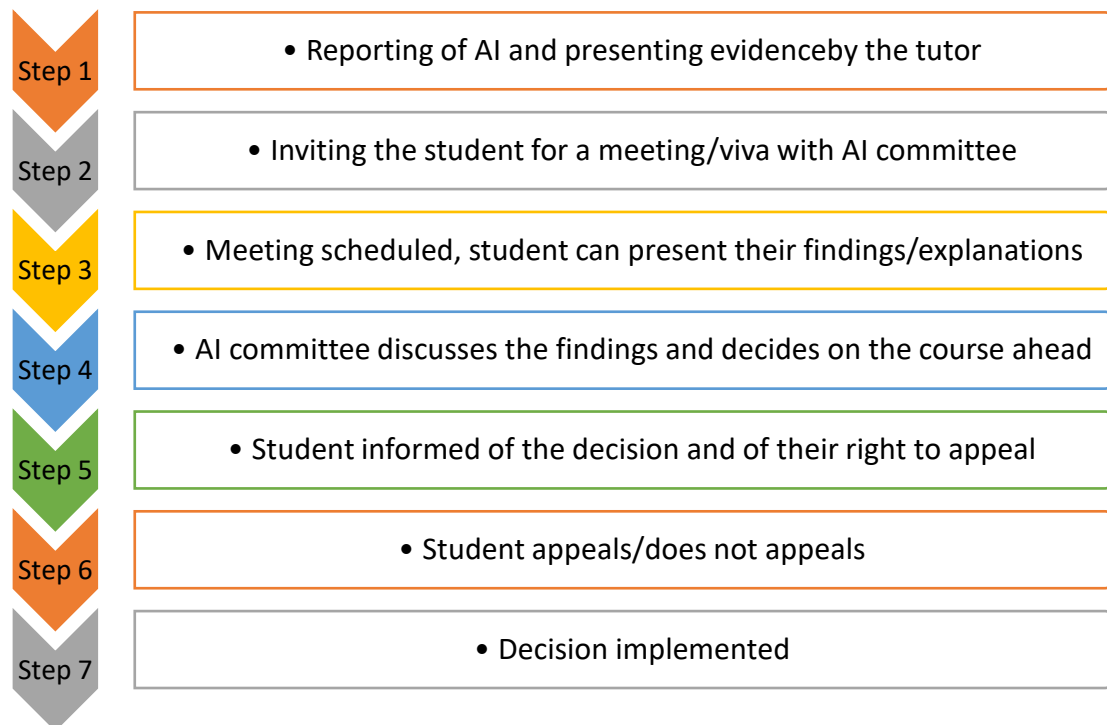 Step 1
• Reporting of AI and presenting evidenceby the tutor
Step 2
• Inviting the student for a meeting/viva with AI committee
Step 3
• Meeting scheduled, student can present their findings/explanations
Step 4
• AI committee discusses the findings and decides on the course ahead
Step 5
• Student informed of the decision and of their right to appeal
Step 6
• Student appeals/does not appeals
Step 7
• Decision implemented